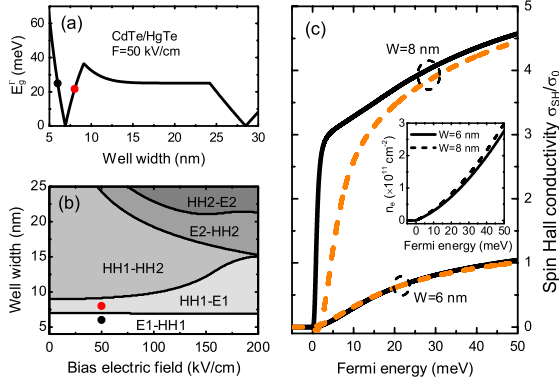 (a)
CdTe/HgTe
F=50 kV/cm
E_g^Γ (meV)
60
40
20
0
5
10
15
20
25
30
Well width (nm)
(b)
HH2-E2
E2-HH2
HH1-HH2
HH1-E1
E1-HH1
Well width (nm)
25
20
15
10
5
0
50
100
150
200
Bias electric field (kV/cm)
(c)
W=8 nm
W=6 nm
Spin Hall conductivity σ_SH/σ_0
5
4
3
2
1
0
0
10
20
30
40
50
Fermi energy (meV)
W=6 nm
W=8 nm
n_e (×10^11 cm^-2)
3
2
1
0
0
10
20
30
40
50
Fermi energy (meV)